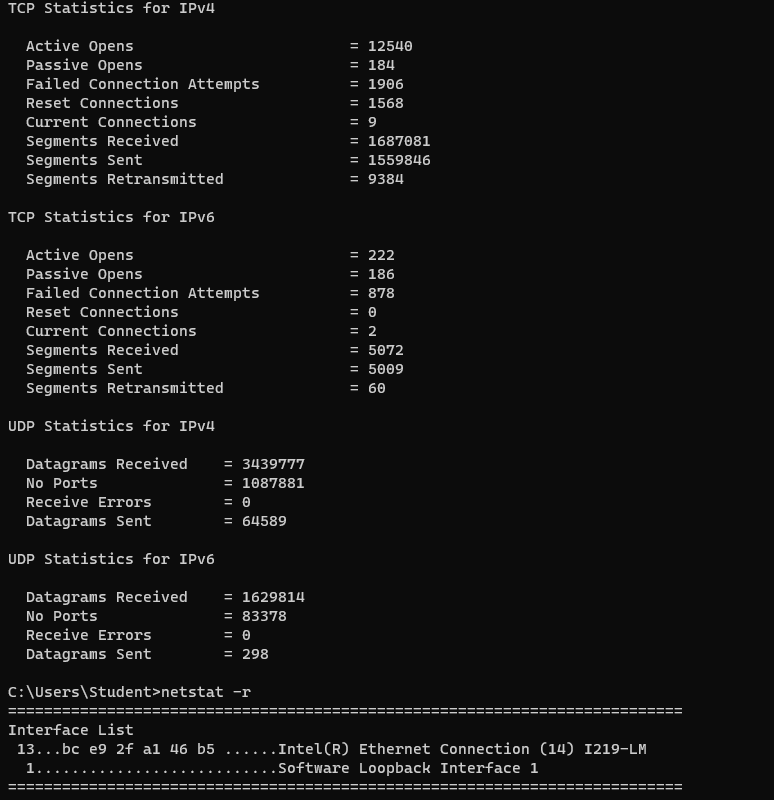 TCP Statistics for IPv4
Active Opens = 12540
Passive Opens = 184
Failed Connection Attempts = 1906
Reset Connections = 1568
Current Connections = 9
Segments Received = 1687081
Segments Sent = 1559846
Segments Retransmitted = 9384
TCP Statistics for IPv6
Active Opens = 222
Passive Opens = 186
Failed Connection Attempts = 878
Reset Connections = 0
Current Connections = 2
Segments Received = 5072
Segments Sent = 5009
Segments Retransmitted = 60
UDP Statistics for IPv4
Datagrams Received = 3439777
No Ports = 1087881
Receive Errors = 0
Datagrams Sent = 64589
UDP Statistics for IPv6
Datagrams Received = 1629814
No Ports = 83378
Receive Errors = 0
Datagrams Sent = 298
C:\Users\Student>netstat -r
===========================================================================
Interface List
13...bc e9 2f a1 46 b5 ......Intel(R) Ethernet Connection (14) I219-LM
1...........................Software Loopback Interface 1
===========================================================================